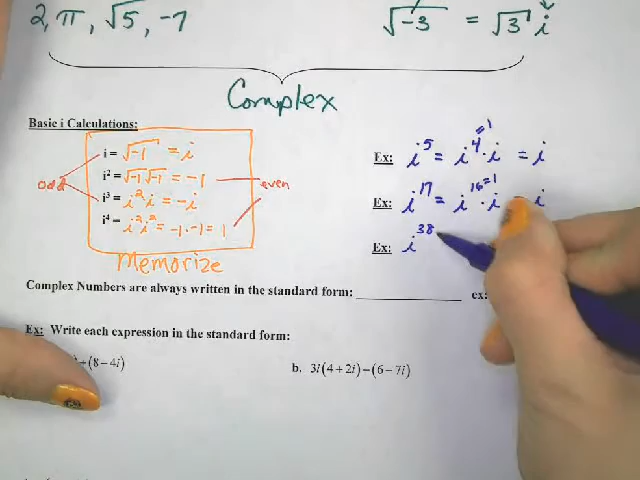 2, π, √5, -7
√-3 = √3 i
Complex
Basic i Calculations:
i = √-1 = i
i² = √-1 √-1 = -1
i³ = i² i = -i
i⁴ = i² i² = -1 · -1 = 1
odd
even
Memorize
Ex: i⁵ = i⁴ · i = i
=1
Ex: i¹⁷ = i¹⁶ · i = i
=1
Ex: i³⁸
Complex Numbers are always written in the standard form: ____________ ex:
Ex: Write each expression in the standard form:
+ (8 − 4i)
b. 3i(4 + 2i) − (6 − 7i)